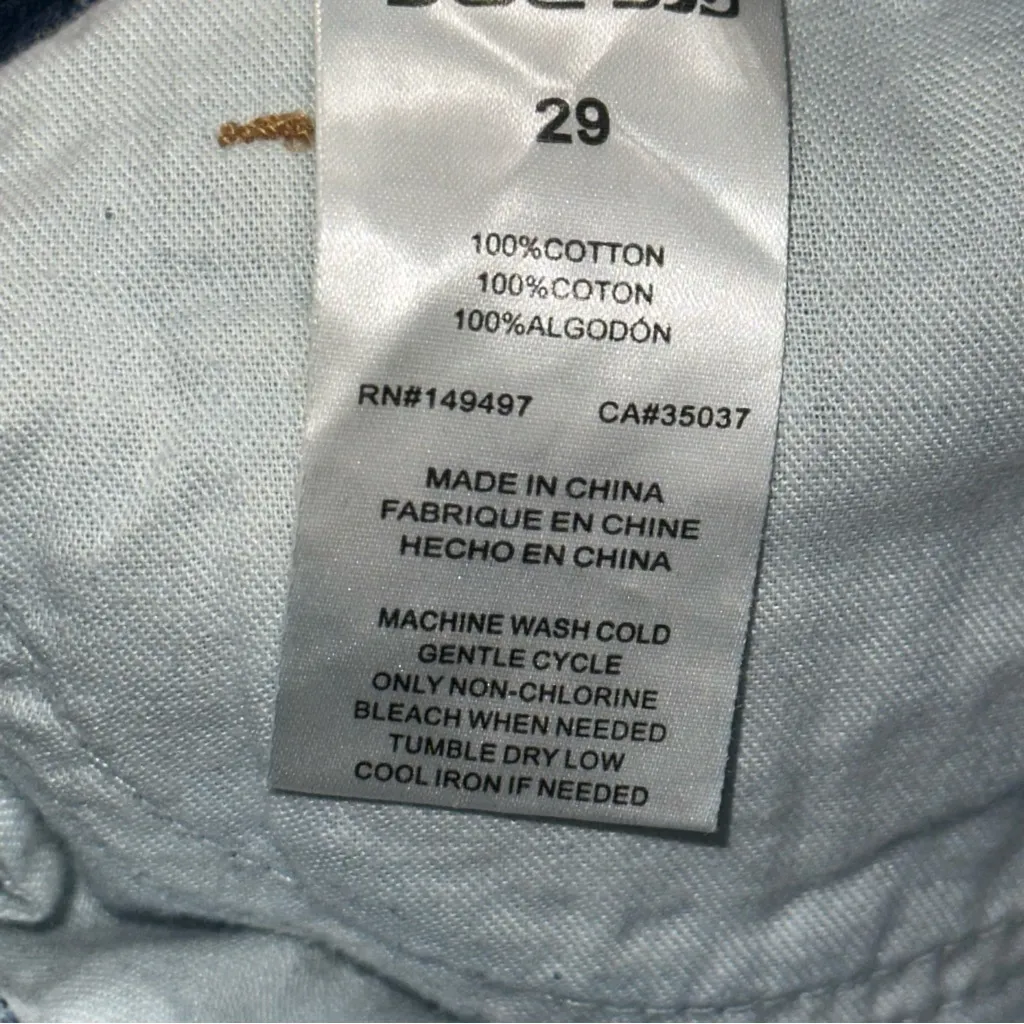 29
100%COTTON
100%COTON
100%ALGODÓN
RN#149497 CA#35037
MADE IN CHINA
FABRIQUE EN CHINE
HECHO EN CHINA
MACHINE WASH COLD
GENTLE CYCLE
ONLY NON-CHLORINE
BLEACH WHEN NEEDED
TUMBLE DRY LOW
COOL IRON IF NEEDED